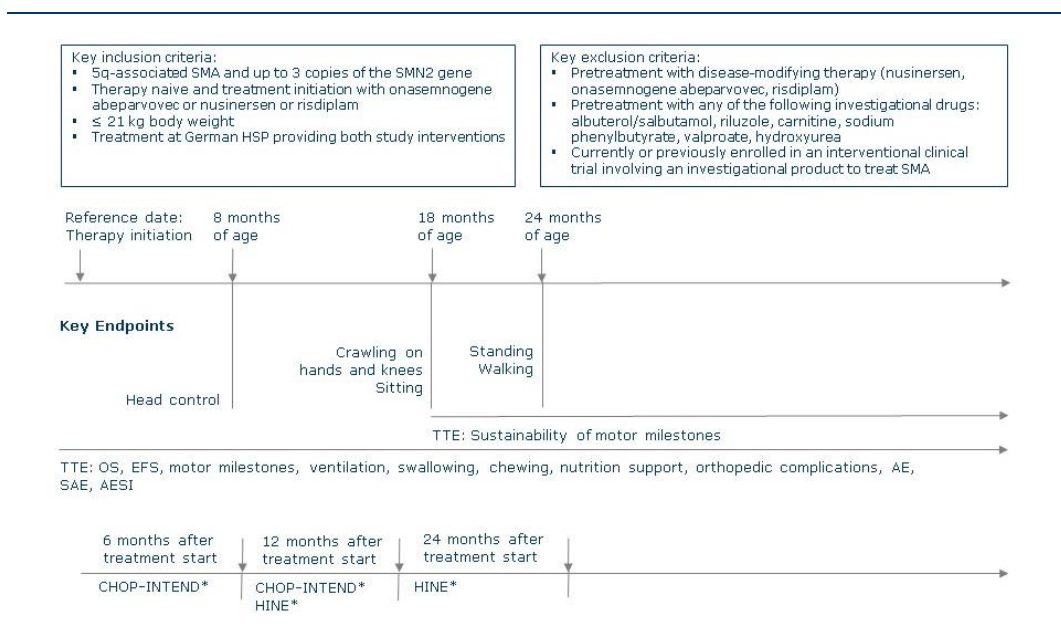 Key inclusion criteria:
▪ 5q-associated SMA and up to 3 copies of the SMN2 gene
▪ Therapy naive and treatment initiation with onasemnogene
abeparvovec or nusinersen or risdiplam
▪ ≤ 21 kg body weight
▪ Treatment at German HSP providing both study interventions
Key exclusion criteria:
▪ Pretreatment with disease-modifying therapy (nusinersen,
onasemnogene abeparvovec, risdiplam)
▪ Pretreatment with any of the following investigational drugs:
albuterol/salbutamol, riluzole, carnitine, sodium
phenylbutyrate, valproate, hydroxyurea
▪ Currently or previously enrolled in an interventional clinical
trial involving an investigational product to treat SMA
Reference date:
Therapy initiation
8 months
of age
18 months
of age
24 months
of age
Key Endpoints
Crawling on
hands and knees
Sitting
Standing
Walking
Head control
TTE: Sustainability of motor milestones
TTE: OS, EFS, motor milestones, ventilation, swallowing, chewing, nutrition support, orthopedic complications, AE,
SAE, AESI
6 months after
treatment start
12 months after
treatment start
24 months after
treatment start
CHOP-INTEND*
CHOP-INTEND*
HINE*
HINE*